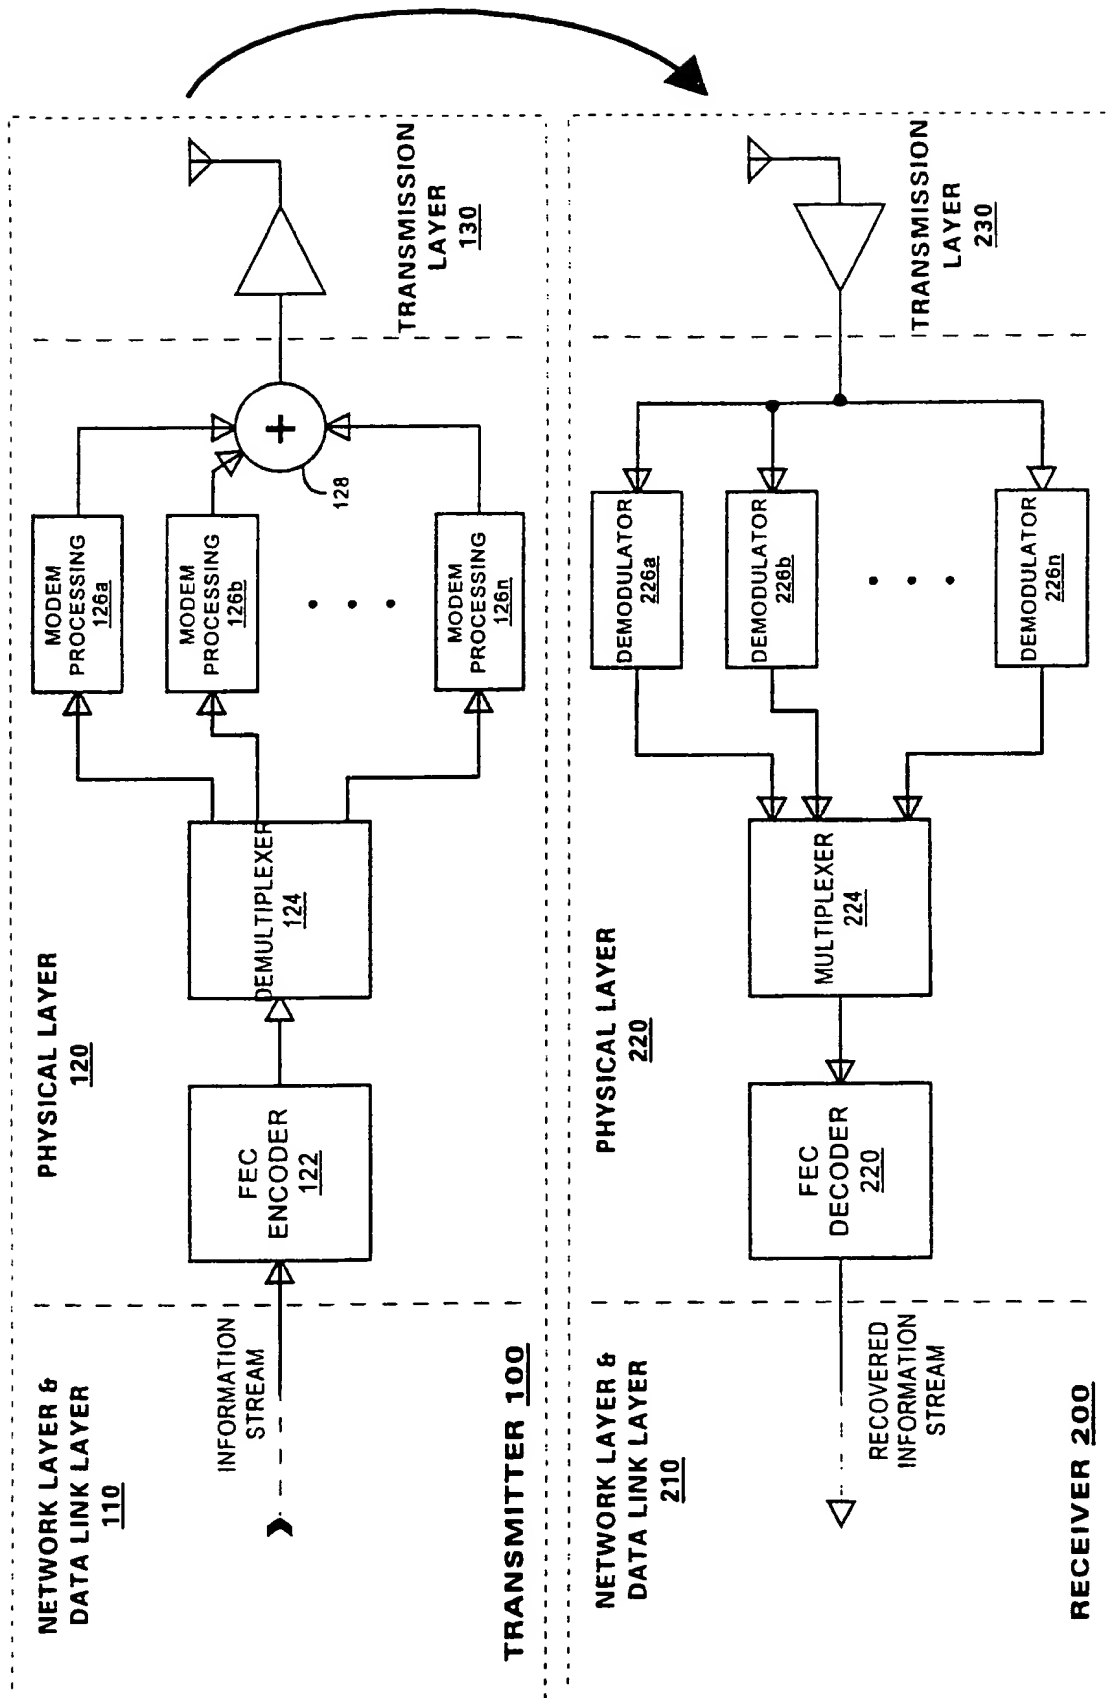 NETWORK LAYER &
DATA LINK LAYER
110
PHYSICAL LAYER
120
TRANSMISSION
LAYER
130
INFORMATION
STREAM
FEC
ENCODER
122
DEMULTIPLEXER
124
MODEM
PROCESSING
126a
MODEM
PROCESSING
126b
MODEM
PROCESSING
126n
+
128
TRANSMITTER 100
NETWORK LAYER &
DATA LINK LAYER
210
PHYSICAL LAYER
220
TRANSMISSION
LAYER
230
RECOVERED
INFORMATION
STREAM
FEC
DECODER
220
MULTIPLEXER
224
DEMODULATOR
226a
DEMODULATOR
226b
DEMODULATOR
226n
RECEIVER 200